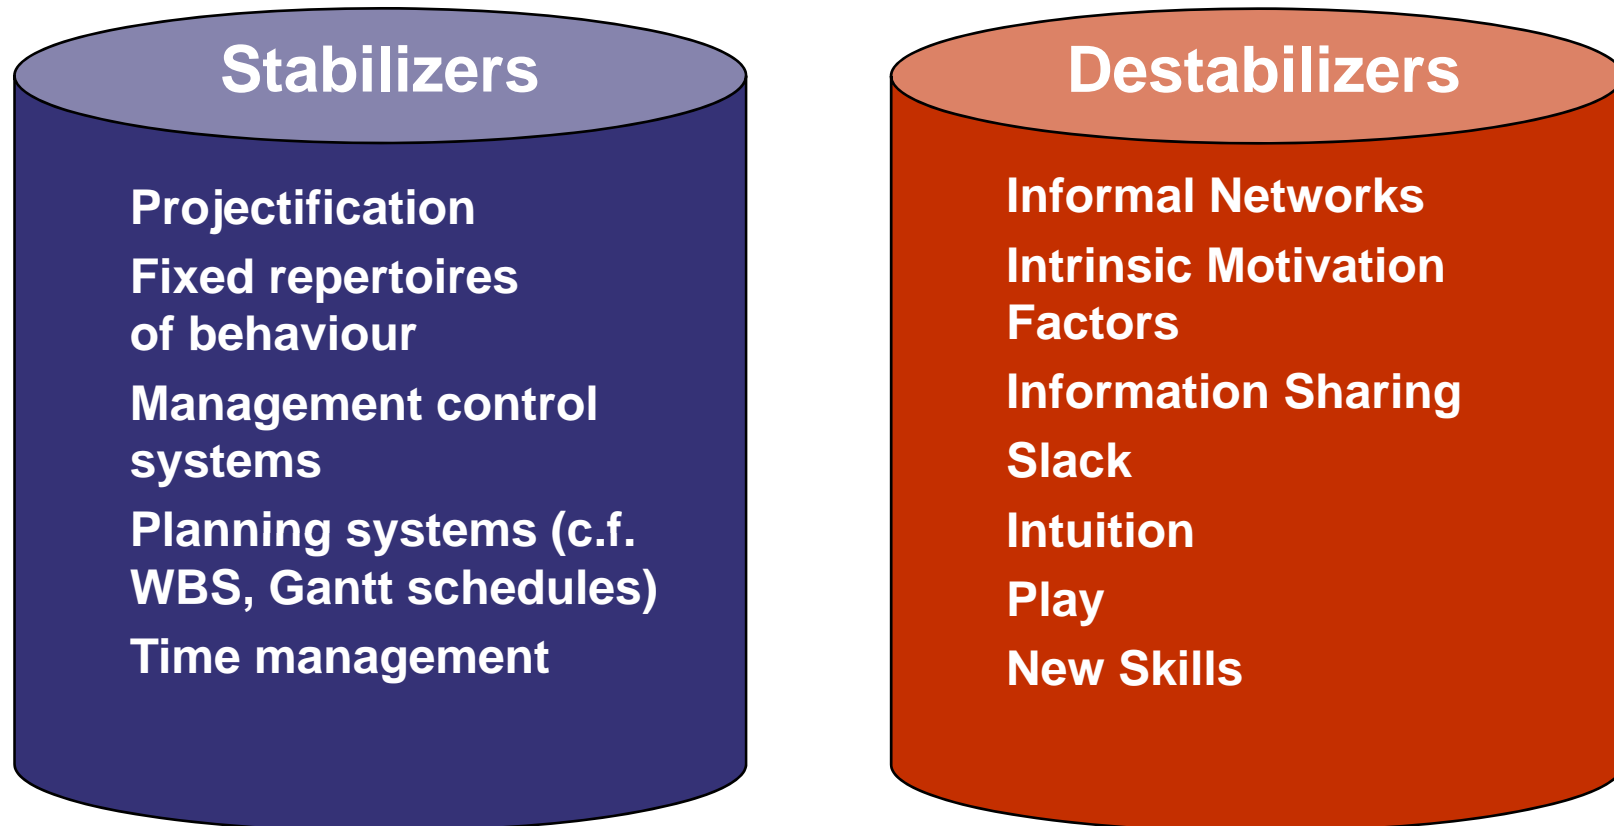 Stabilizers
Projectification
Fixed repertoires
of behaviour
Management control
systems
Planning systems (c.f.
WBS, Gantt schedules)
Time management
Destabilizers
Informal Networks
Intrinsic Motivation
Factors
Information Sharing
Slack
Intuition
Play
New Skills